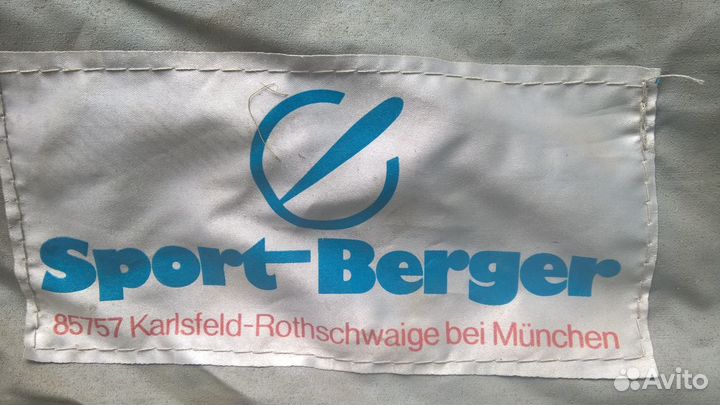 Sport-Berger
85757 Karlsfeld-Rothschwaige bei München
Avito